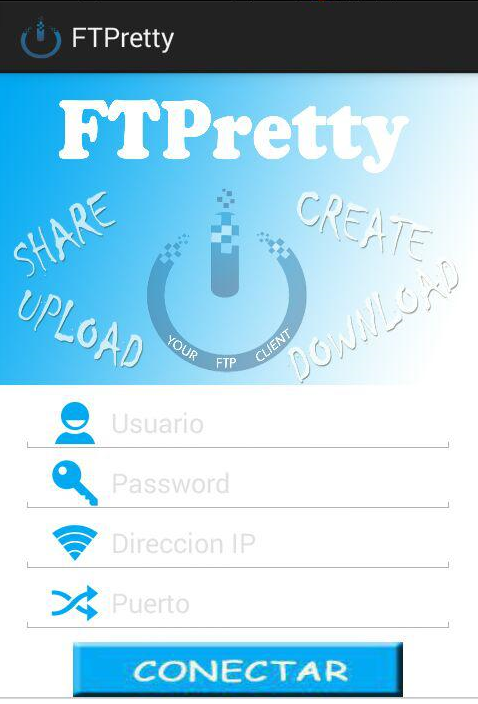 FTPretty
FTPretty
SHARE
CREATE
UPLOAD
DOWNLOAD
YOUR FTP CLIENT
Usuario
Password
Direccion IP
Puerto
CONECTAR